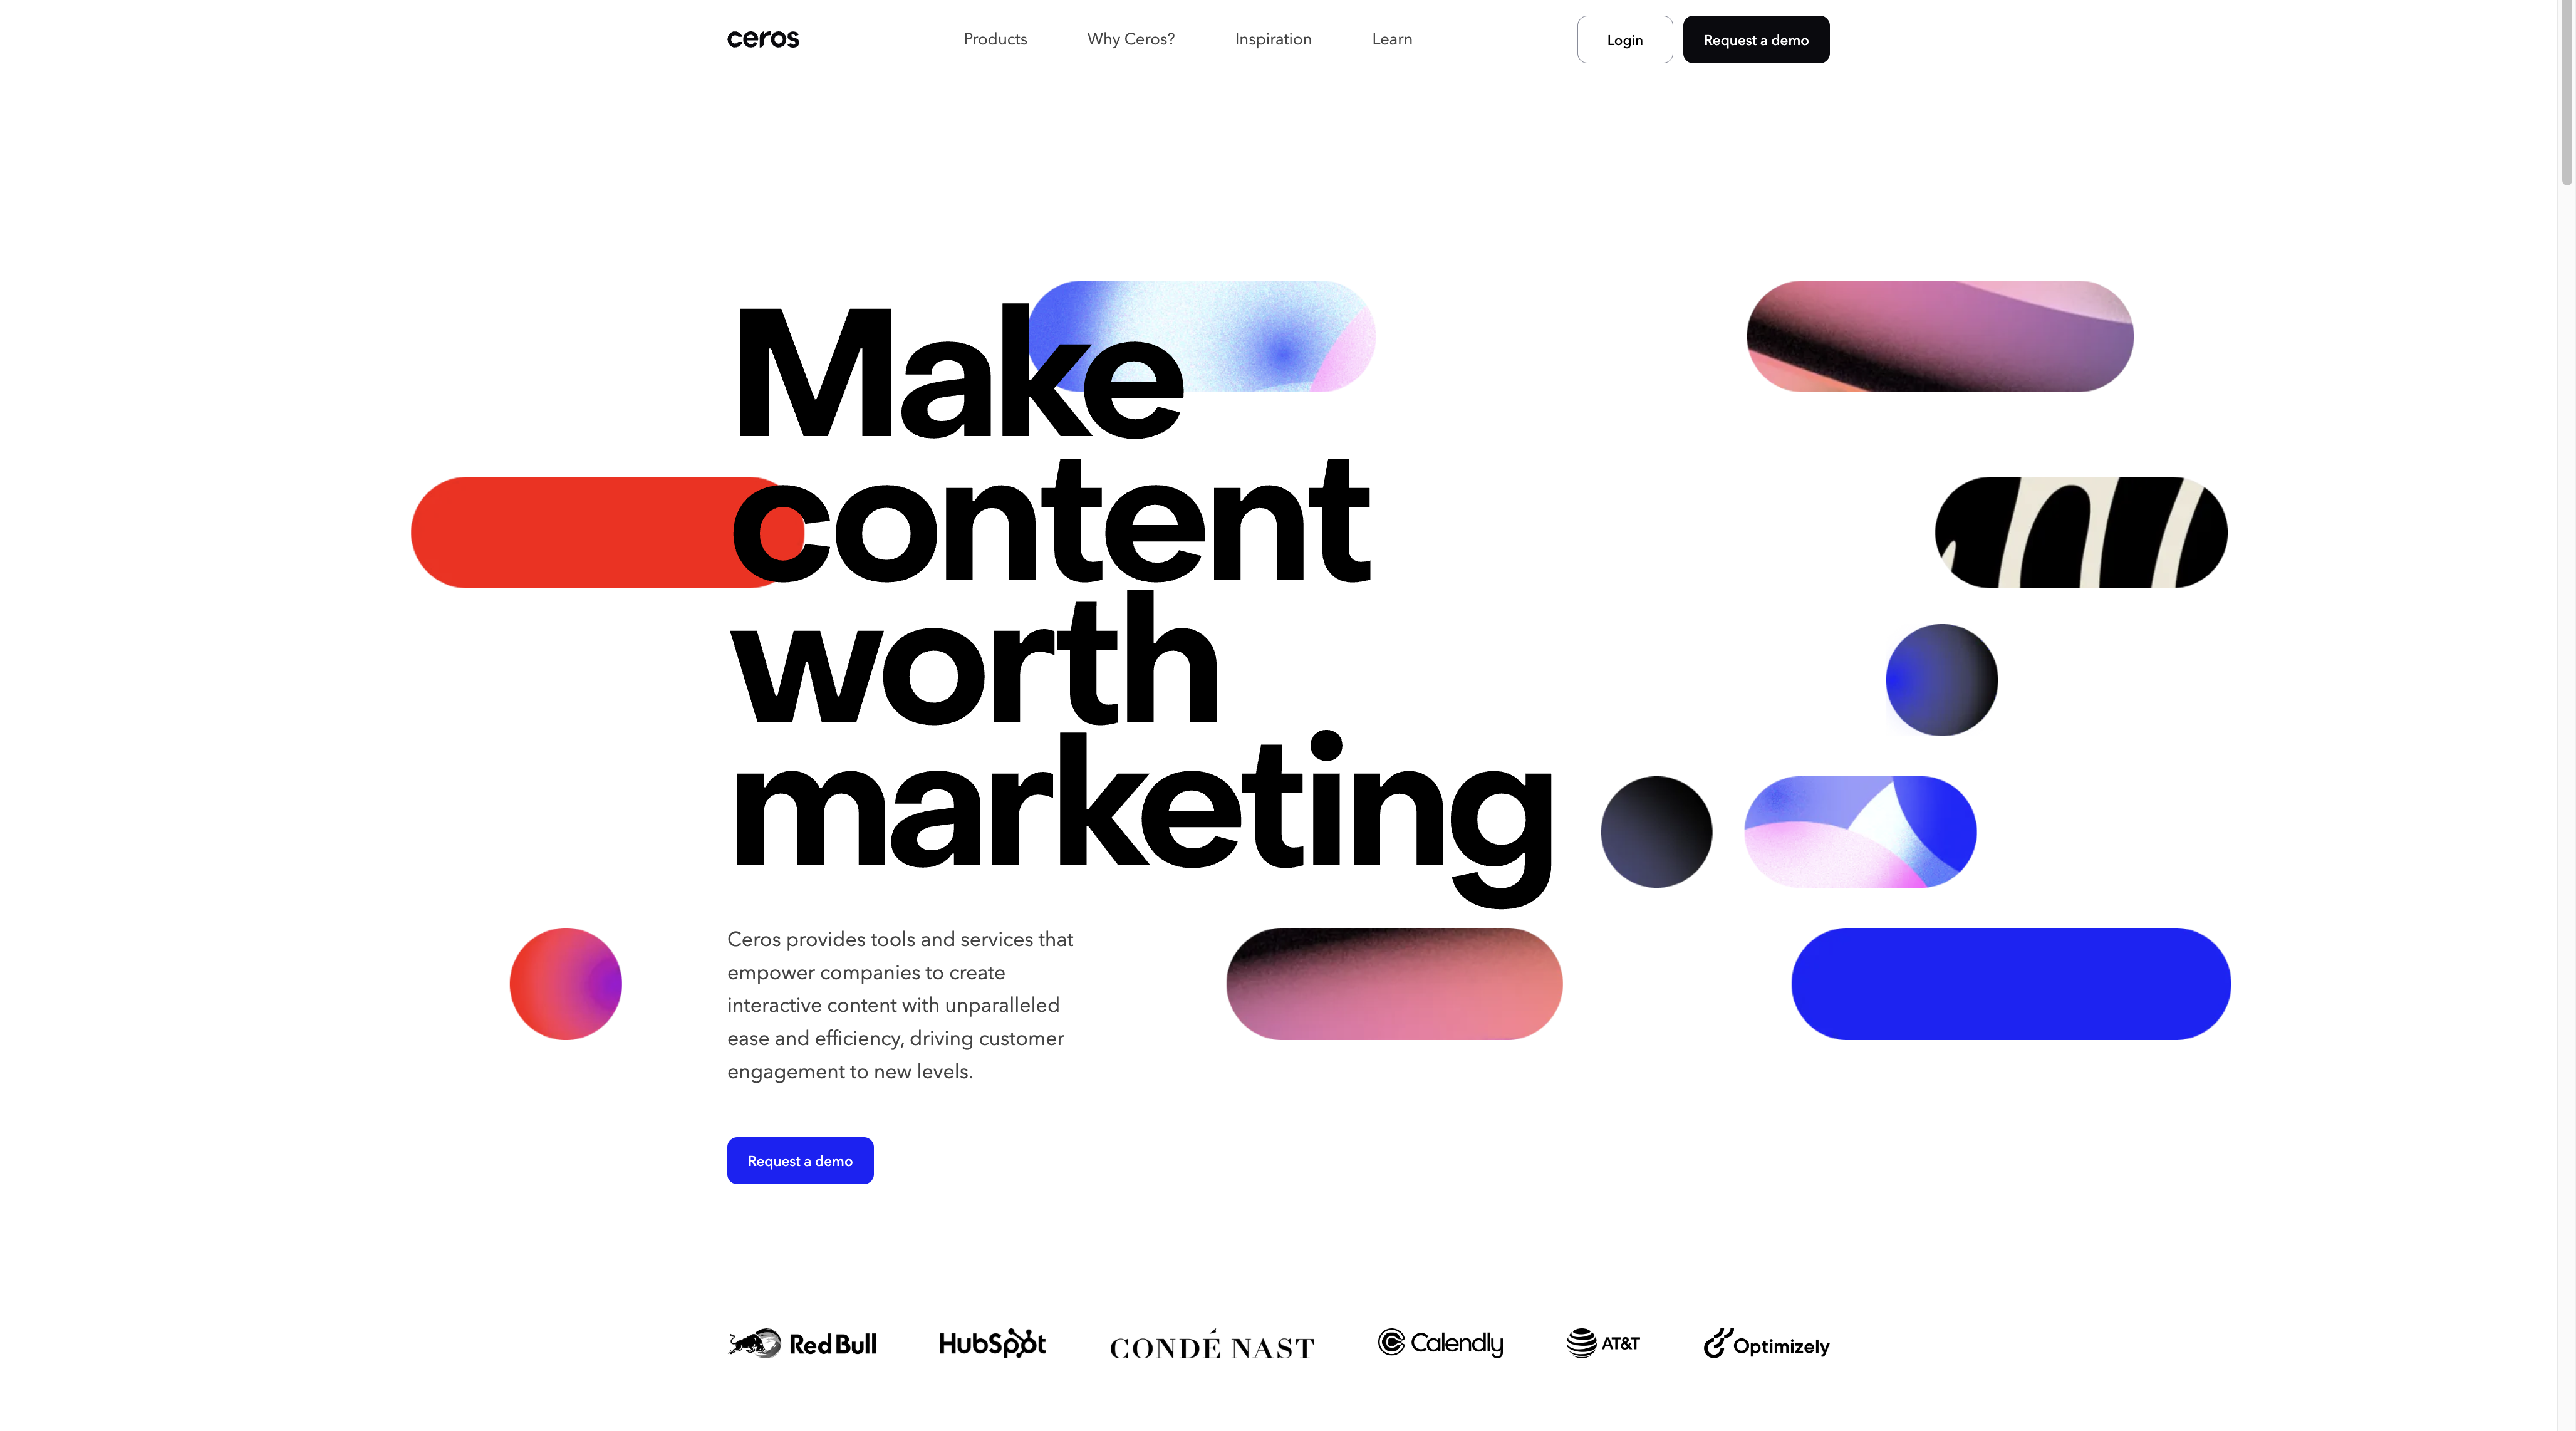 ceros
Products
Why Ceros?
Inspiration
Learn
Login
Request a demo
Make
content
worth
marketing
Ceros provides tools and services that
empower companies to create
interactive content with unparalleled
ease and efficiency, driving customer
engagement to new levels.
Request a demo
Red Bull
HubSpot
CONDÉ NAST
Calendly
AT&T
Optimizely